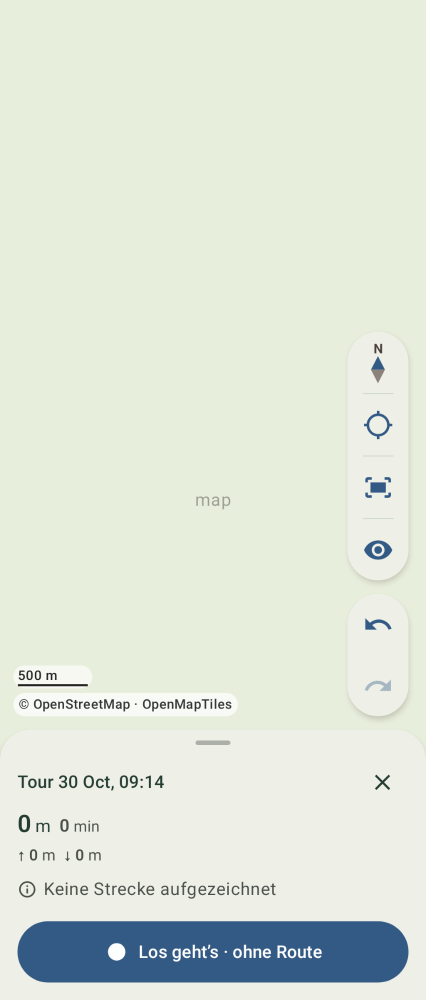 N
map
500 m
© OpenStreetMap · OpenMapTiles
Tour 30 Oct, 09:14
0 m 0 min
↑ 0 m ↓ 0 m
Keine Strecke aufgezeichnet
Los geht’s · ohne Route